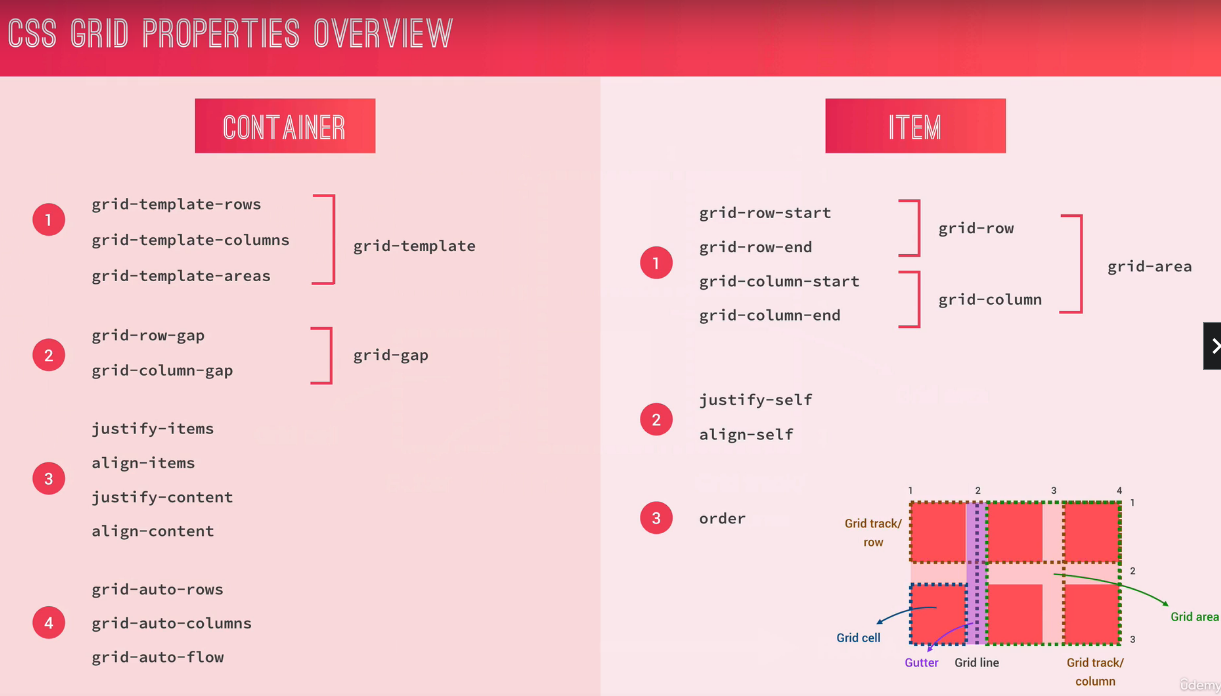 CSS GRID PROPERTIES OVERVIEW
CONTAINER
1
grid-template-rows
grid-template-columns
grid-template-areas
grid-template
2
grid-row-gap
grid-column-gap
grid-gap
3
justify-items
align-items
justify-content
align-content
4
grid-auto-rows
grid-auto-columns
grid-auto-flow
ITEM
1
grid-row-start
grid-row-end
grid-column-start
grid-column-end
grid-row
grid-column
grid-area
2
justify-self
align-self
3
order
1 2 3 4
1
2
3
Grid track/
row
Grid cell
Gutter
Grid line
Grid track/
column
Grid area
Udemy